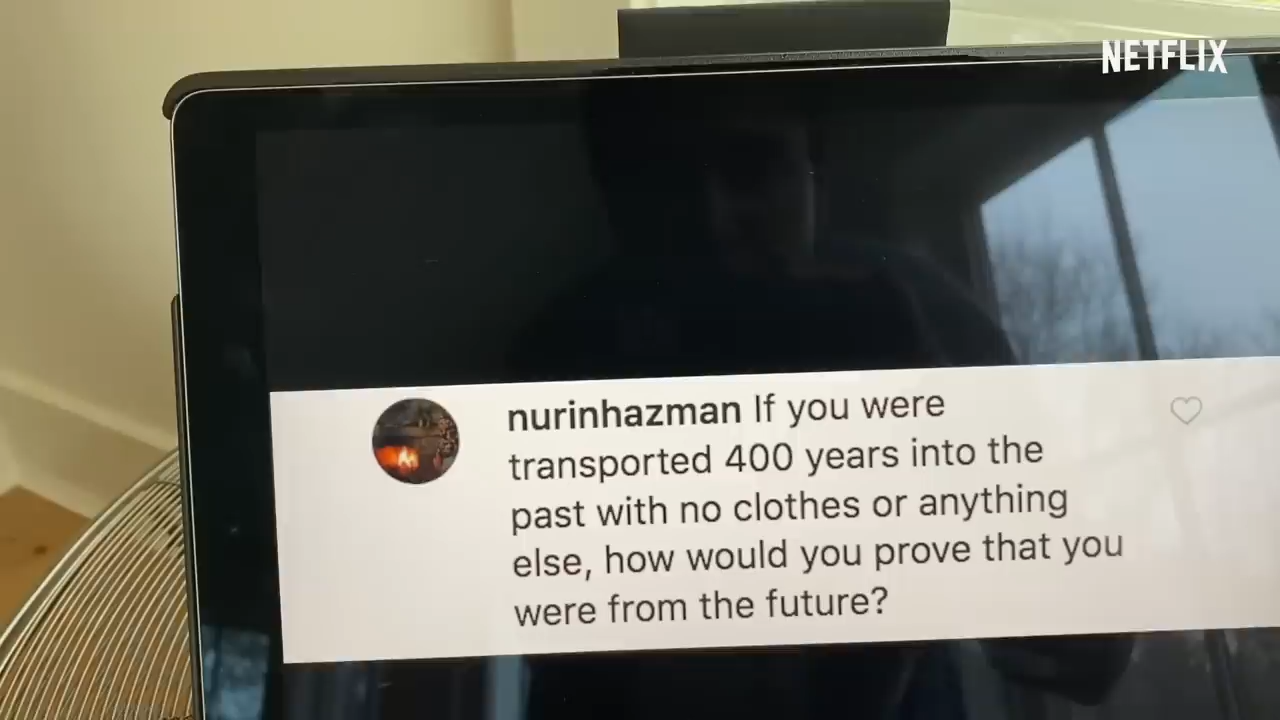 NETFLIX
nurinhazman If you were
transported 400 years into the
past with no clothes or anything
else, how would you prove that you
were from the future?